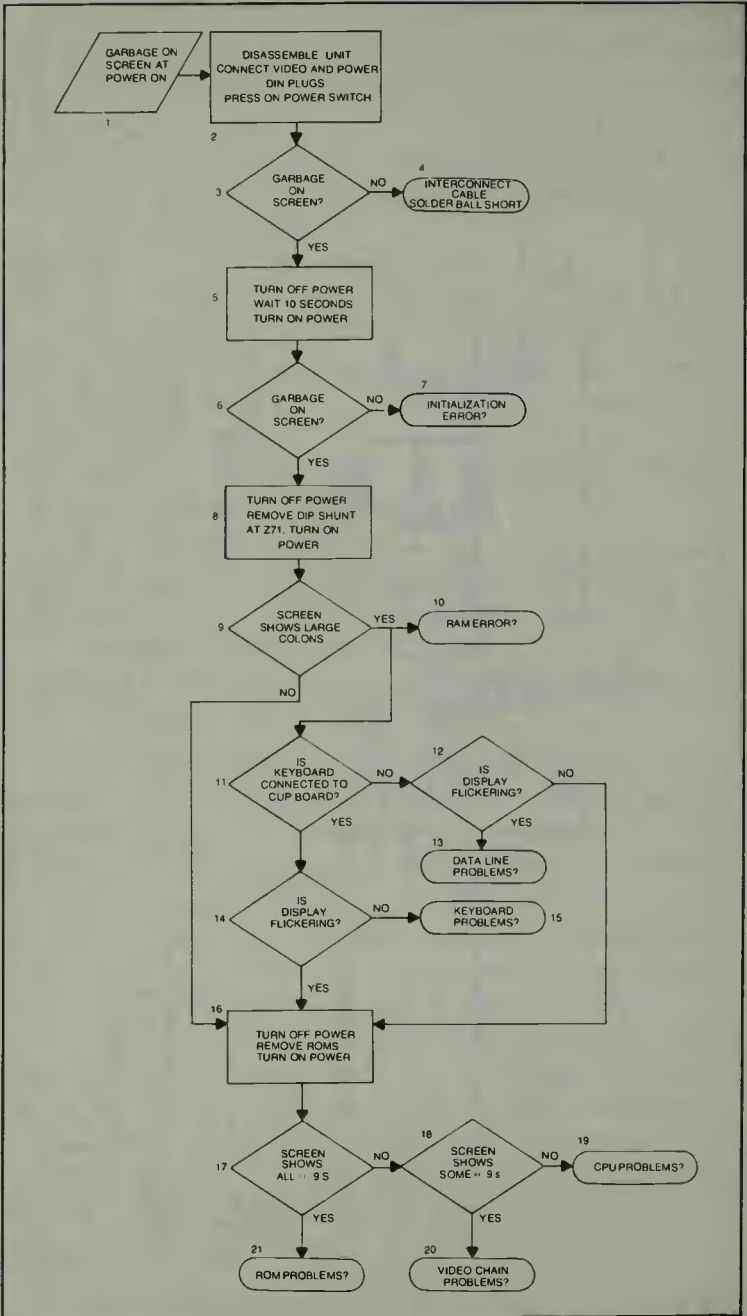 GARBAGE ON
SCREEN AT
POWER ON
1
DISASSEMBLE UNIT
CONNECT VIDEO AND POWER
DIN PLUGS
PRESS ON POWER SWITCH
2
3
GARBAGE
ON
SCREEN?
NO
4
INTERCONNECT
CABLE
SOLDER BALL SHORT
YES
5
TURN OFF POWER
WAIT 10 SECONDS
TURN ON POWER
6
GARBAGE
ON
SCREEN?
NO
7
INITIALIZATION
ERROR?
YES
8
TURN OFF POWER
REMOVE DIP SHUNT
AT Z71. TURN ON
POWER
9
SCREEN
SHOWS LARGE
COLONS
YES
10
RAM ERROR?
NO
11
IS
KEYBOARD
CONNECTED TO
CUP BOARD?
NO
12
IS
DISPLAY
FLICKERING?
NO
YES
YES
13
DATA LINE
PROBLEMS?
14
IS
DISPLAY
FLICKERING?
NO
KEYBOARD
PROBLEMS?
15
YES
16
TURN OFF POWER
REMOVE ROMS
TURN ON POWER
17
SCREEN
SHOWS
ALL 9 S
NO
18
SCREEN
SHOWS
SOME 9 s
NO
19
CPU PROBLEMS?
YES
YES
21
ROM PROBLEMS?
20
VIDEO CHAIN
PROBLEMS?